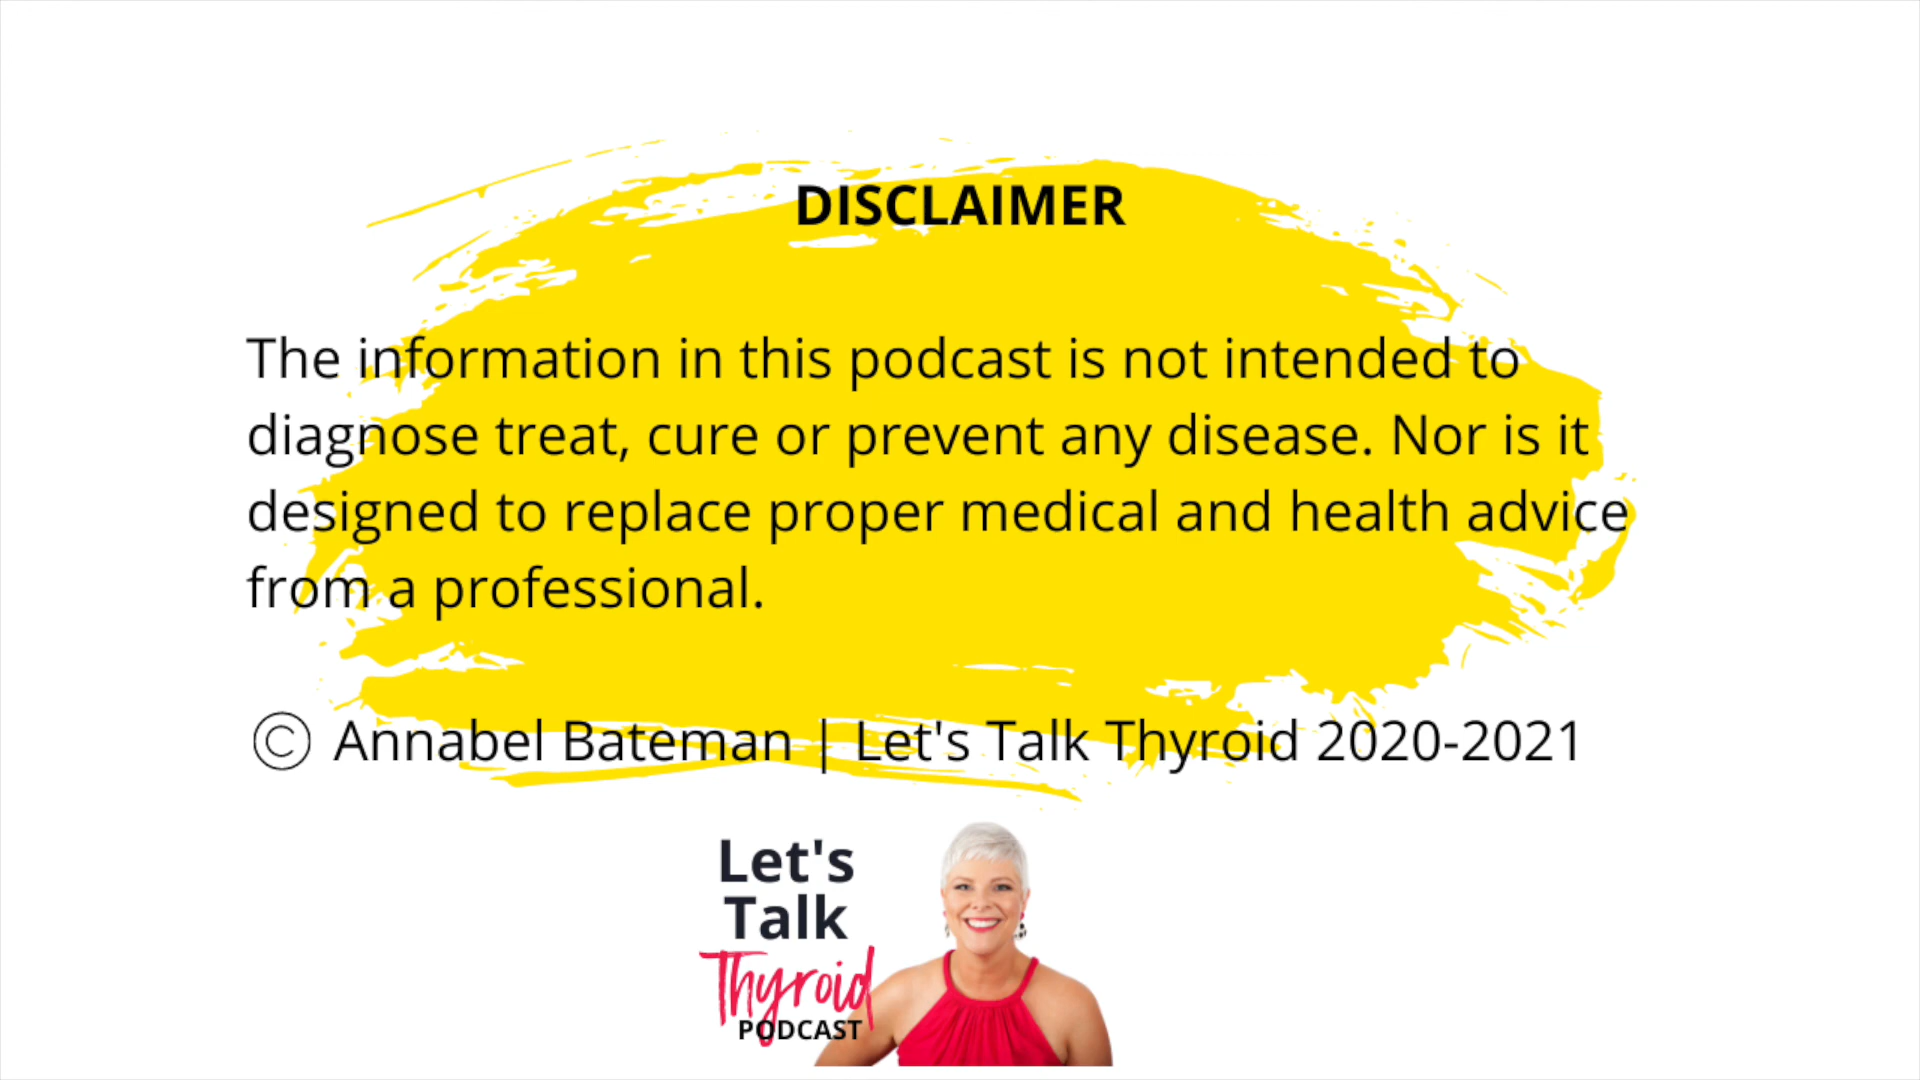 DISCLAIMER
The information in this podcast is not intended to
diagnose treat, cure or prevent any disease. Nor is it
designed to replace proper medical and health advice
from a professional.
© Annabel Bateman | Let's Talk Thyroid 2020-2021
Let's
Talk
Thyroid
PODCAST